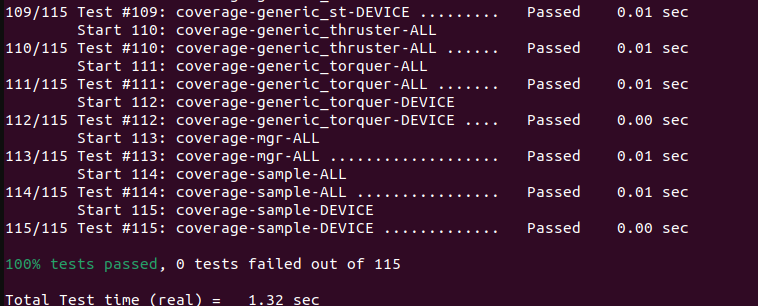 109/115 Test #109: coverage-generic_st-DEVICE .........   Passed    0.01 sec
        Start 110: coverage-generic_thruster-ALL
110/115 Test #110: coverage-generic_thruster-ALL ......   Passed    0.01 sec
        Start 111: coverage-generic_torquer-ALL
111/115 Test #111: coverage-generic_torquer-ALL .......   Passed    0.01 sec
        Start 112: coverage-generic_torquer-DEVICE
112/115 Test #112: coverage-generic_torquer-DEVICE ....   Passed    0.00 sec
        Start 113: coverage-mgr-ALL
113/115 Test #113: coverage-mgr-ALL ...................   Passed    0.01 sec
        Start 114: coverage-sample-ALL
114/115 Test #114: coverage-sample-ALL ................   Passed    0.01 sec
        Start 115: coverage-sample-DEVICE
115/115 Test #115: coverage-sample-DEVICE .............   Passed    0.00 sec
100% tests passed, 0 tests failed out of 115
Total Test time (real) =   1.32 sec